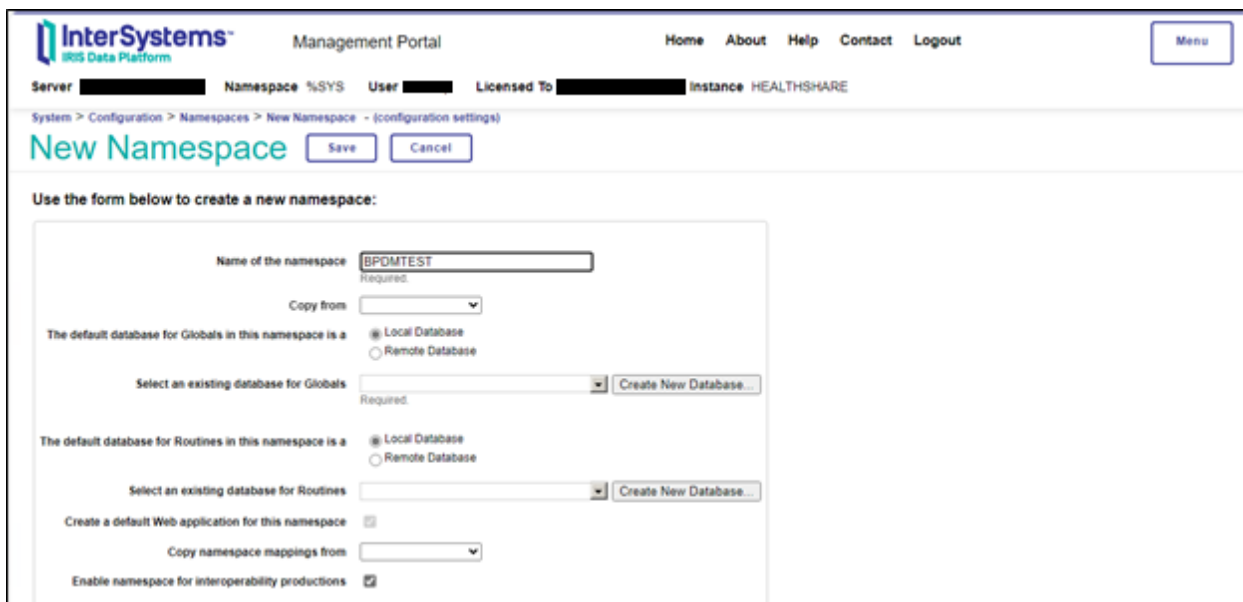 InterSystems™
IRIS Data Platform
Management Portal
Home About Help Contact Logout
Menu
Server Namespace %SYS User Licensed To Instance HEALTHSHARE
System > Configuration > Namespaces > New Namespace - (configuration settings)
New Namespace Save Cancel
Use the form below to create a new namespace:
Name of the namespace BPDMTEST
Required.
Copy from
The default database for Globals in this namespace is a Local Database
Remote Database
Select an existing database for Globals Create New Database...
Required.
The default database for Routines in this namespace is a Local Database
Remote Database
Select an existing database for Routines Create New Database...
Create a default Web application for this namespace
Copy namespace mappings from
Enable namespace for interoperability productions